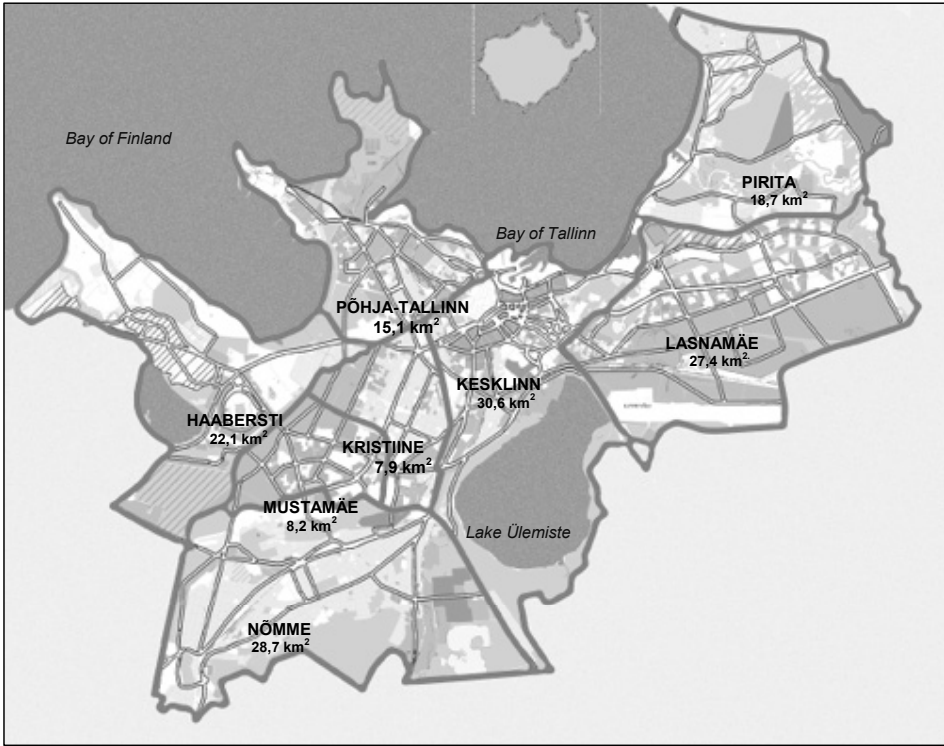 Bay of Finland
PIRITA
18,7 km²
Bay of Tallinn
PÕHJA-TALLINN
15,1 km²
LASNAMÄE
27,4 km²
KESKLINN
30,6 km²
HAABERSTI
22,1 km²
KRISTIINE
7,9 km²
MUSTAMÄE
8,2 km²
Lake Ülemiste
NÕMME
28,7 km²